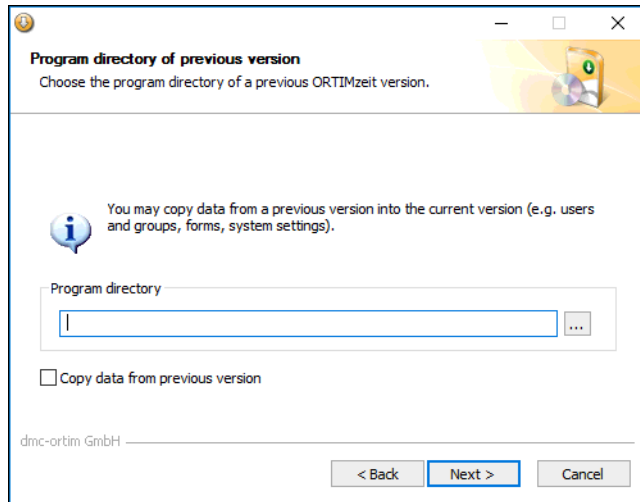 Program directory of previous version
Choose the program directory of a previous ORTIMzeit version.
You may copy data from a previous version into the current version (e.g. users
and groups, forms, system settings).
Program directory
...
Copy data from previous version
dmc-ortim GmbH
< Back Next > Cancel